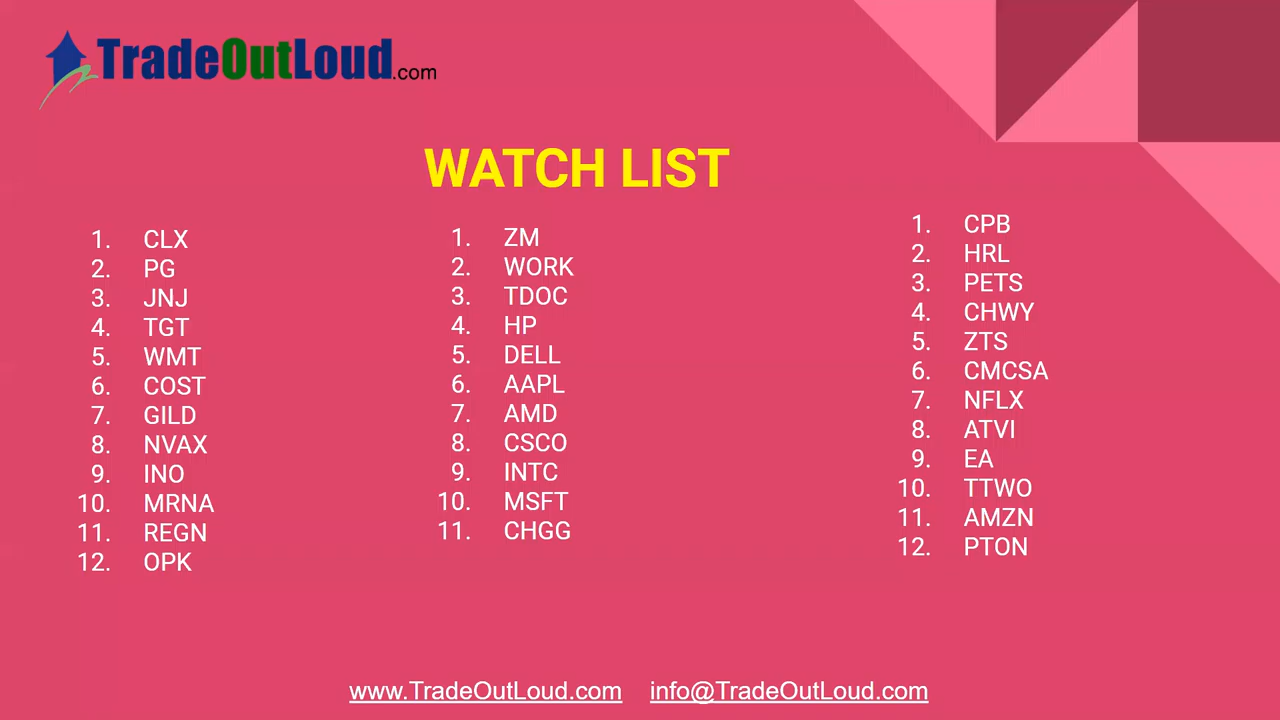 TradeOutLoud.com
WATCH LIST
1. CLX
2. PG
3. JNJ
4. TGT
5. WMT
6. COST
7. GILD
8. NVAX
9. INO
10. MRNA
11. REGN
12. OPK
1. ZM
2. WORK
3. TDOC
4. HP
5. DELL
6. AAPL
7. AMD
8. CSCO
9. INTC
10. MSFT
11. CHGG
1. CPB
2. HRL
3. PETS
4. CHWY
5. ZTS
6. CMCSA
7. NFLX
8. ATVI
9. EA
10. TTWO
11. AMZN
12. PTON
www.TradeOutLoud.com info@TradeOutLoud.com